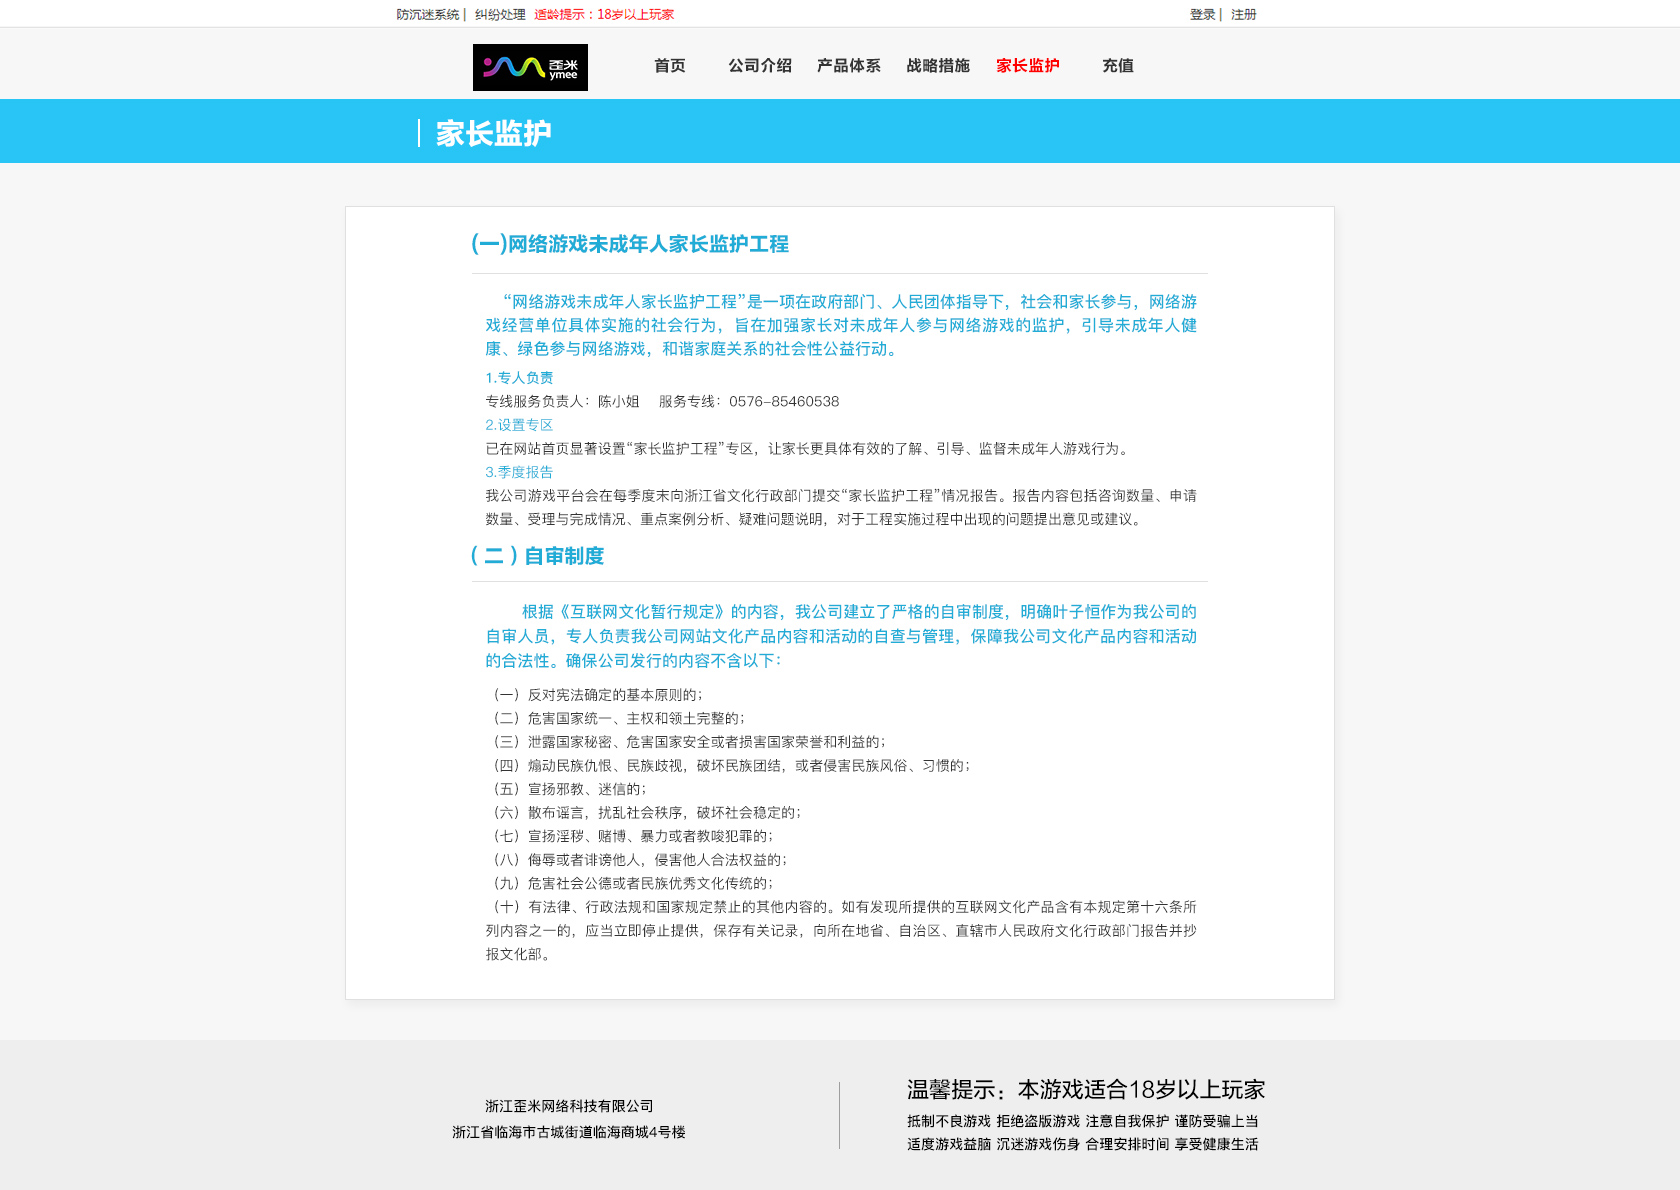 防沉迷系统 | 纠纷处理 适龄提示：18岁以上玩家 登录 | 注册
歪米 ymee 首页 公司介绍 产品体系 战略措施 家长监护 充值
家长监护
(一)网络游戏未成年人家长监护工程
“网络游戏未成年人家长监护工程”是一项在政府部门、人民团体指导下，社会和家长参与，网络游
戏经营单位具体实施的社会行为，旨在加强家长对未成年人参与网络游戏的监护，引导未成年人健
康、绿色参与网络游戏，和谐家庭关系的社会性公益行动。
1.专人负责
专线服务负责人：陈小姐 服务专线：0576-85460538
2.设置专区
已在网站首页显著设置“家长监护工程”专区，让家长更具体有效的了解、引导、监督未成年人游戏行为。
3.季度报告
我公司游戏平台会在每季度末向浙江省文化行政部门提交“家长监护工程”情况报告。报告内容包括咨询数量、申请
数量、受理与完成情况、重点案例分析、疑难问题说明，对于工程实施过程中出现的问题提出意见或建议。
（二）自审制度
根据《互联网文化暂行规定》的内容，我公司建立了严格的自审制度，明确叶子恒作为我公司的
自审人员，专人负责我公司网站文化产品内容和活动的自查与管理，保障我公司文化产品内容和活动
的合法性。确保公司发行的内容不含以下：
（一）反对宪法确定的基本原则的；
（二）危害国家统一、主权和领土完整的；
（三）泄露国家秘密、危害国家安全或者损害国家荣誉和利益的；
（四）煽动民族仇恨、民族歧视，破坏民族团结，或者侵害民族风俗、习惯的；
（五）宣扬邪教、迷信的；
（六）散布谣言，扰乱社会秩序，破坏社会稳定的；
（七）宣扬淫秽、赌博、暴力或者教唆犯罪的；
（八）侮辱或者诽谤他人，侵害他人合法权益的；
（九）危害社会公德或者民族优秀文化传统的；
（十）有法律、行政法规和国家规定禁止的其他内容的。如有发现所提供的互联网文化产品含有本规定第十六条所
列内容之一的，应当立即停止提供，保存有关记录，向所在地省、自治区、直辖市人民政府文化行政部门报告并抄
报文化部。
浙江歪米网络科技有限公司
浙江省临海市古城街道临海商城4号楼
温馨提示：本游戏适合18岁以上玩家
抵制不良游戏 拒绝盗版游戏 注意自我保护 谨防受骗上当
适度游戏益脑 沉迷游戏伤身 合理安排时间 享受健康生活